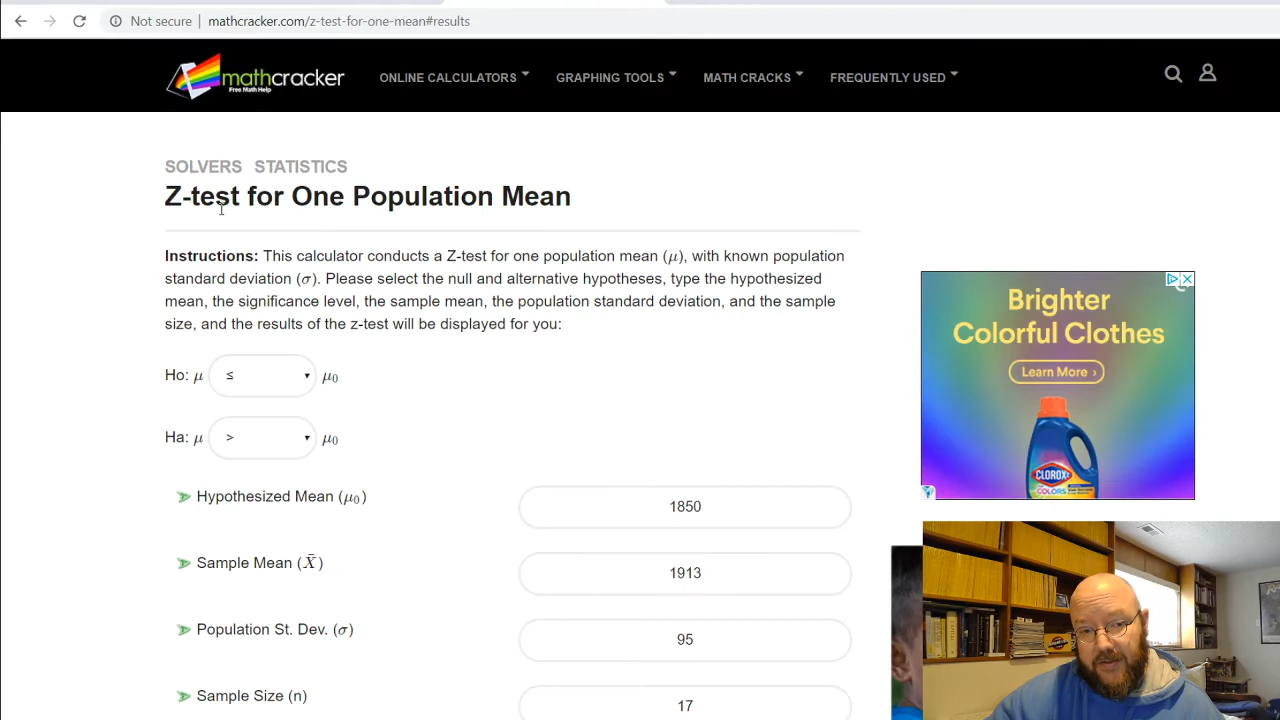 Not secure | mathcracker.com/z-test-for-one-mean#results
mathcracker
Free Math Help
ONLINE CALCULATORS
GRAPHING TOOLS
MATH CRACKS
FREQUENTLY USED
SOLVERS STATISTICS
Z-test for One Population Mean
Instructions: This calculator conducts a Z-test for one population mean (μ), with known population
standard deviation (σ). Please select the null and alternative hypotheses, type the hypothesized
mean, the significance level, the sample mean, the population standard deviation, and the sample
size, and the results of the z-test will be displayed for you:
Ho: μ ≤ μ₀
Ha: μ > μ₀
Hypothesized Mean (μ₀)
1850
Sample Mean (X̄)
1913
Population St. Dev. (σ)
95
Sample Size (n)
17
Brighter
Colorful Clothes
Learn More ›
CLOROX
COLORS